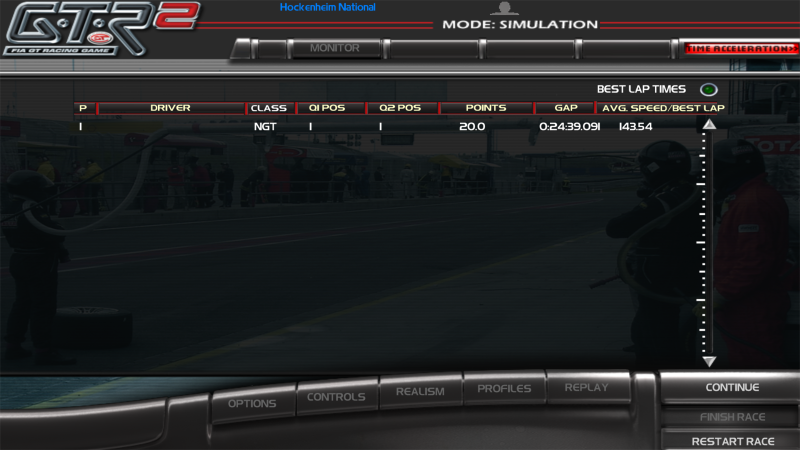 Hockenheim National
G·T·R 2
FIA GT RACING GAME
MODE: SIMULATION
MONITOR
TIME ACCELERATION>>
BEST LAP TIMES
P DRIVER CLASS Q1 POS Q2 POS POINTS GAP AVG. SPEED/BEST LAP
1 NGT 1 1 20.0 0:24:39.091 143.54
TOTAL
OPTIONS CONTROLS REALISM PROFILES REPLAY
CONTINUE
FINISH RACE
RESTART RACE